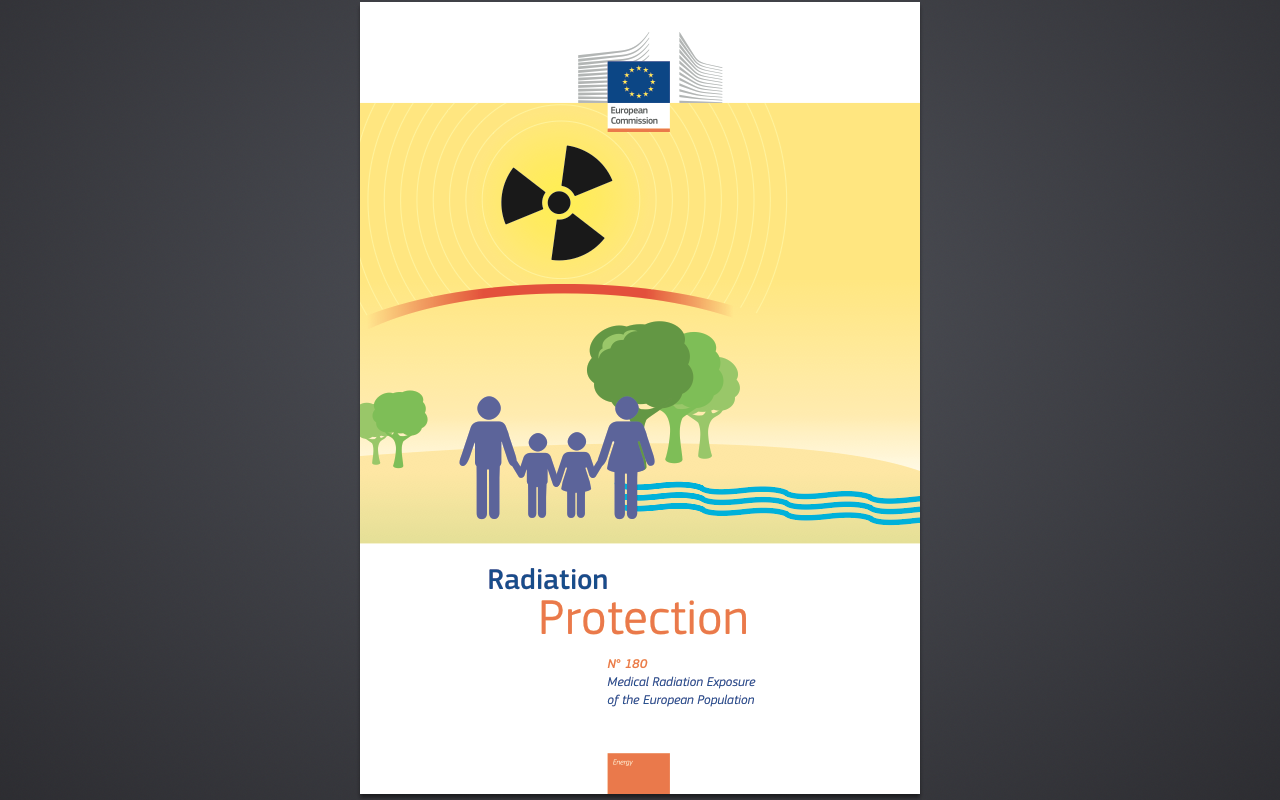 European
Commission
Radiation
Protection
N° 180
Medical Radiation Exposure
of the European Population
Energy